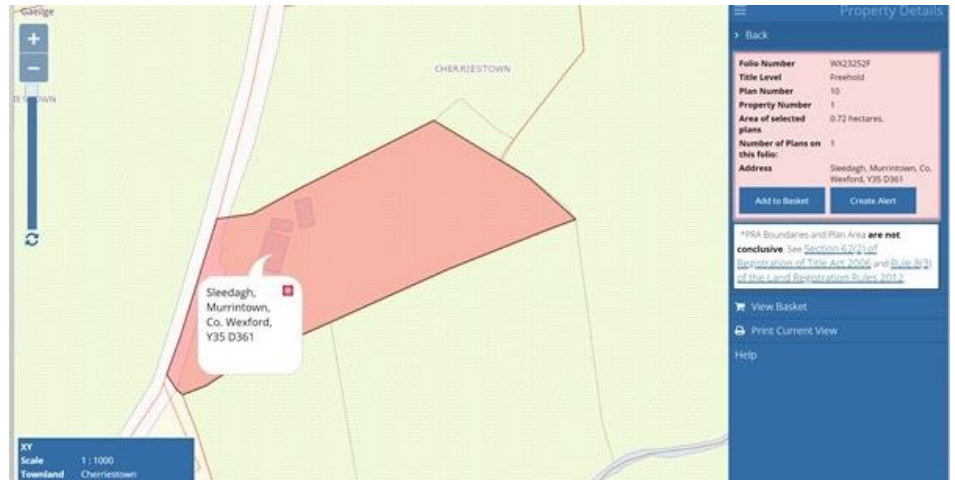 Gaeilge
+
−
CHERRIESTOWN
Sleedagh,
Murrintown,
Co. Wexford,
Y35 D361
XY
Scale 1 : 1000
Townland Cherriestown
Property Details
> Back
Folio Number WX23252F
Title Level Freehold
Plan Number 10
Property Number 1
Area of selected 0.72 hectares.
plans
Number of Plans on 1
this folio:
Address Sleedagh, Murrintown, Co.
Wexford, Y35 D361
Add to Basket Create Alert
*PRA Boundaries and Plan Area are not
conclusive. See Section 62(2) of
Registration of Title Act 2006 and Rule 8(3)
of the Land Registration Rules 2012.
View Basket
Print Current View
Help